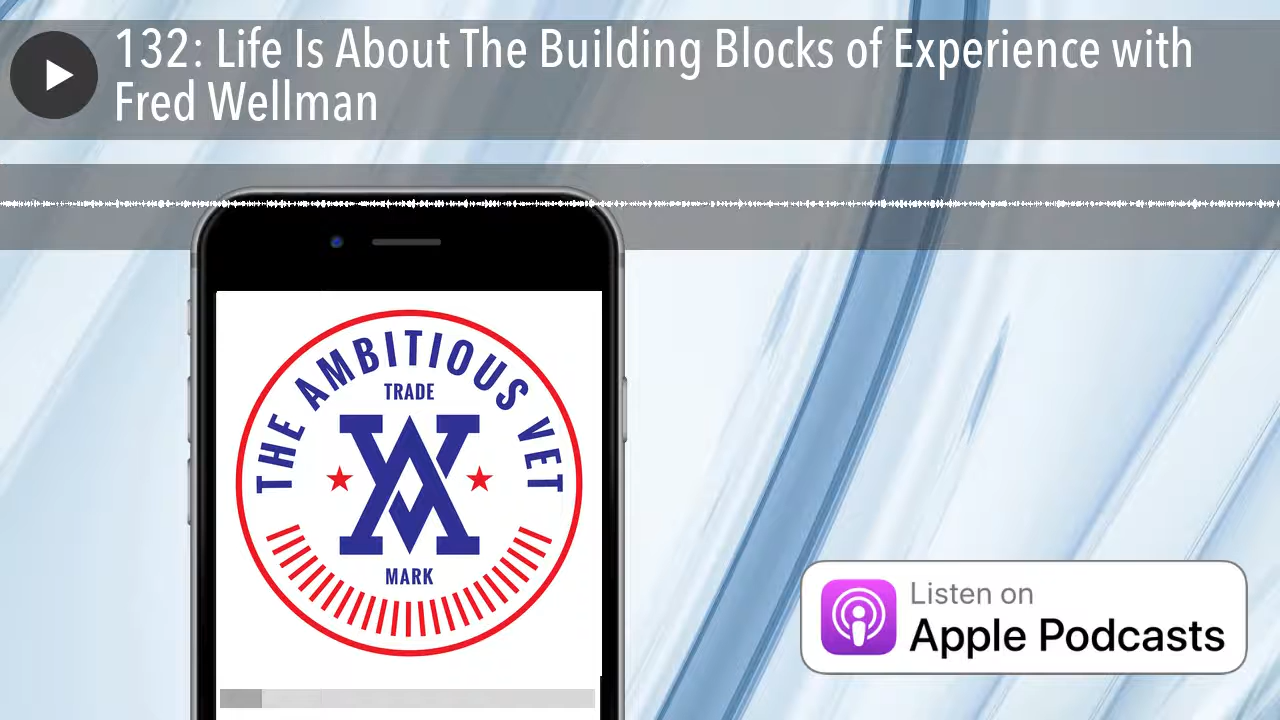 132: Life Is About The Building Blocks of Experience with
Fred Wellman
THE AMBITIOUS VET
TRADE
MARK
Listen on
Apple Podcasts